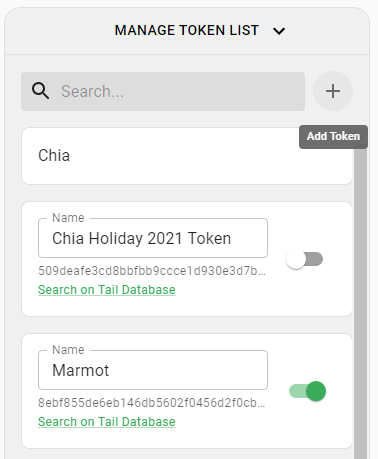 MANAGE TOKEN LIST
Search...
Add Token
Chia
Name
Chia Holiday 2021 Token
509deafe3cd8bbfbb9ccce1d930e3d7b...
Search on Tail Database
Name
Marmot
8ebf855de6eb146db5602f0456d2f0cb...
Search on Tail Database